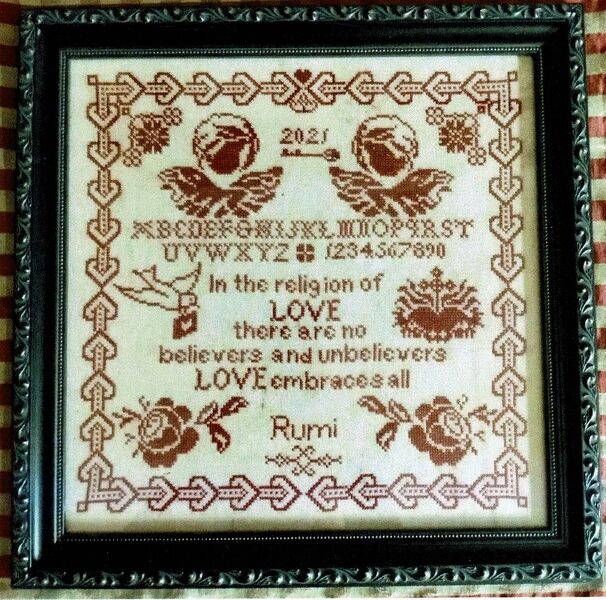 2021
ABCDEFGHIJKLMNOPQRST
UVWXYZ 1234567890
In the religion of
LOVE
there are no
believers and unbelievers
LOVE embraces all
Rumi